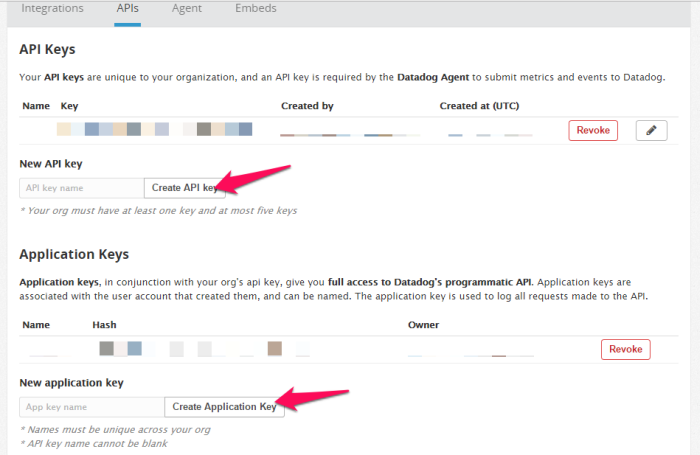 Integrations APIs Agent Embeds
API Keys
Your API keys are unique to your organization, and an API key is required by the Datadog Agent to submit metrics and events to Datadog.
Name Key Created by Created at (UTC)
Revoke
New API key
API key name Create API key
* Your org must have at least one key and at most five keys
Application Keys
Application keys, in conjunction with your org's api key, give you full access to Datadog's programmatic API. Application keys are
associated with the user account that created them, and can be named. The application key is used to log all requests made to the API.
Name Hash Owner
Revoke
New application key
App key name Create Application Key
* Names must be unique across your org
* API key name cannot be blank